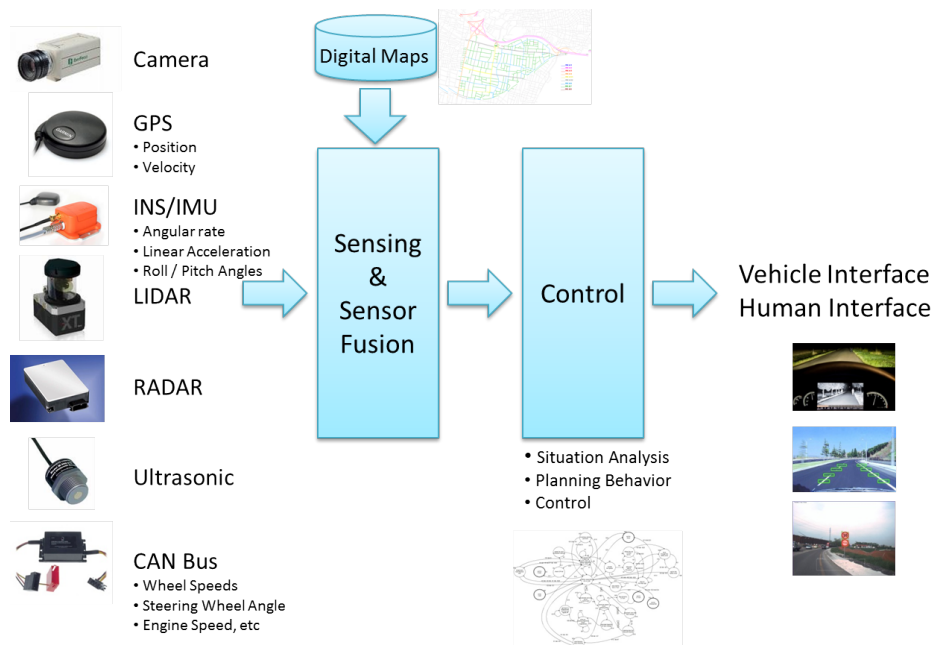 Camera
GPS
• Position
• Velocity
INS/IMU
• Angular rate
• Linear Acceleration
• Roll / Pitch Angles
LIDAR
XT
RADAR
Ultrasonic
CAN Bus
• Wheel Speeds
• Steering Wheel Angle
• Engine Speed, etc
Digital Maps
Sensing
&
Sensor
Fusion
Control
• Situation Analysis
• Planning Behavior
• Control
Vehicle Interface
Human Interface